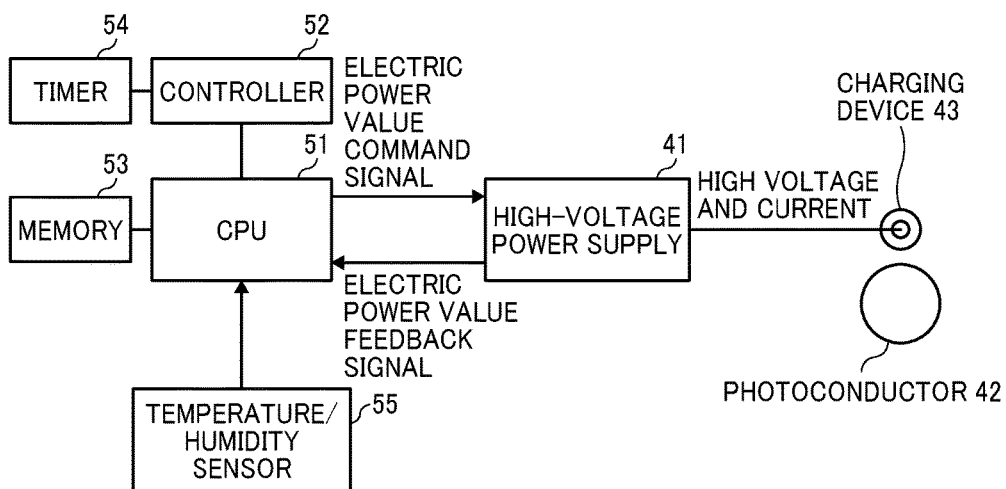 54
TIMER
52
CONTROLLER
ELECTRIC
POWER
VALUE
COMMAND
SIGNAL
53
MEMORY
51
CPU
41
HIGH-VOLTAGE
POWER SUPPLY
HIGH VOLTAGE
AND CURRENT
CHARGING
DEVICE 43
ELECTRIC
POWER VALUE
FEEDBACK
SIGNAL
PHOTOCONDUCTOR 42
55
TEMPERATURE/
HUMIDITY
SENSOR